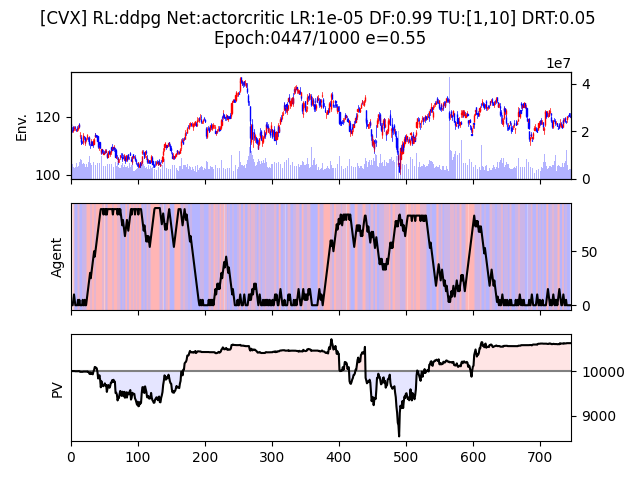 [CVX] RL:ddpg Net:actorcritic LR:1e-05 DF:0.99 TU:[1,10] DRT:0.05
Epoch:0447/1000 e=0.55
1e7
Env.
120
100
4
2
0
Agent
50
0
PV
10000
9000
0 100 200 300 400 500 600 700